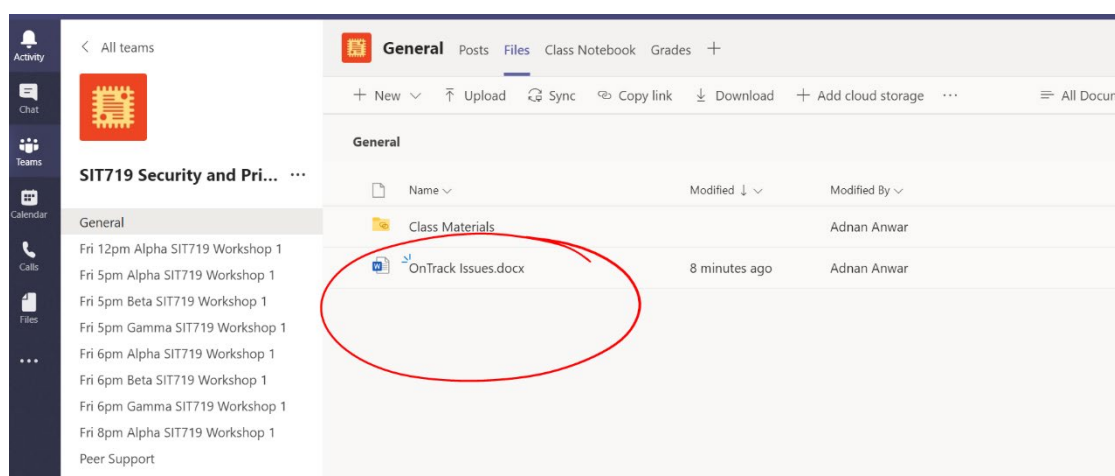 Activity
Chat
Teams
Calendar
Calls
Files
All teams
SIT719 Security and Pri... ...
General
Fri 12pm Alpha SIT719 Workshop 1
Fri 5pm Alpha SIT719 Workshop 1
Fri 5pm Beta SIT719 Workshop 1
Fri 5pm Gamma SIT719 Workshop 1
Fri 6pm Alpha SIT719 Workshop 1
Fri 6pm Beta SIT719 Workshop 1
Fri 6pm Gamma SIT719 Workshop 1
Fri 8pm Alpha SIT719 Workshop 1
Peer Support
General Posts Files Class Notebook Grades +
+ New Upload Sync Copy link Download + Add cloud storage ... All Docum
General
Name Modified Modified By
Class Materials Adnan Anwar
OnTrack Issues.docx 8 minutes ago Adnan Anwar